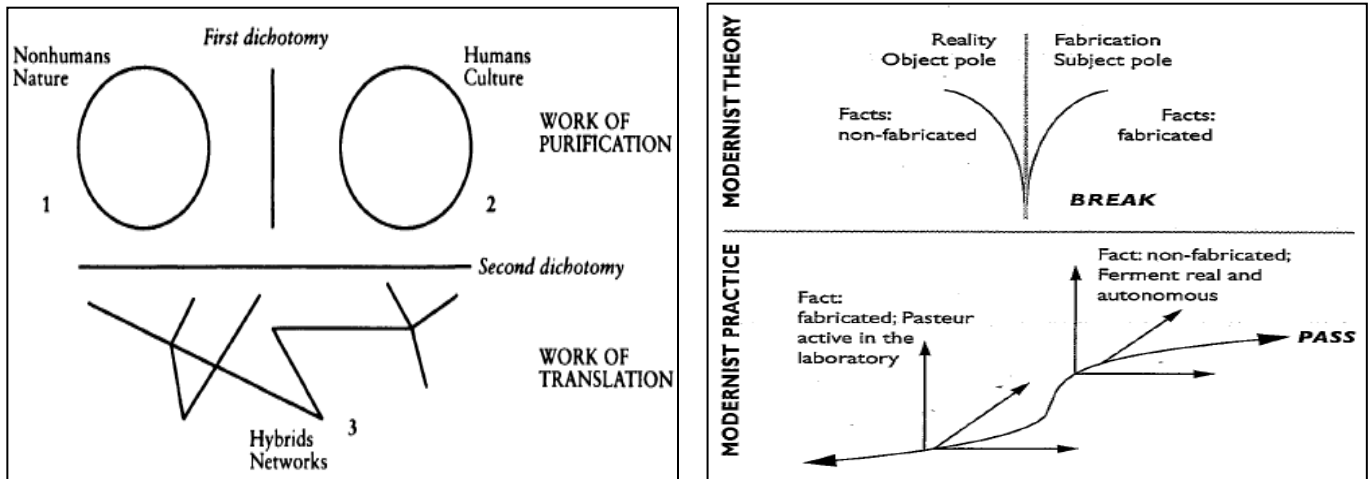 First dichotomy
Nonhumans
Nature
Humans
Culture
WORK OF
PURIFICATION
1
2
Second dichotomy
WORK OF
TRANSLATION
3
Hybrids
Networks
MODERNIST THEORY
Reality
Object pole
Fabrication
Subject pole
Facts:
non-fabricated
Facts:
fabricated
BREAK
MODERNIST PRACTICE
Fact:
fabricated; Pasteur
active in the
laboratory
Fact: non-fabricated;
Ferment real and
autonomous
PASS